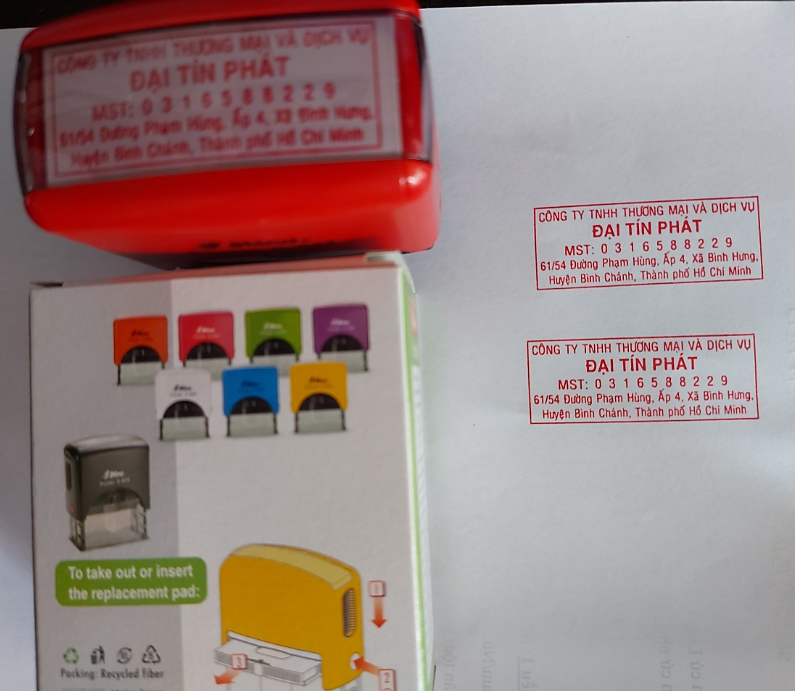 CÔNG TY TNHH THƯƠNG MẠI VÀ DỊCH VỤ
ĐẠI TÍN PHÁT
MST: 0 3 1 6 5 8 8 2 2 9
61/54 Đường Phạm Hùng, Ấp 4, Xã Bình Hưng,
Huyện Bình Chánh, Thành phố Hồ Chí Minh
CÔNG TY TNHH THƯƠNG MẠI VÀ DỊCH VỤ
ĐẠI TÍN PHÁT
MST: 0 3 1 6 5 8 8 2 2 9
61/54 Đường Phạm Hùng, Ấp 4, Xã Bình Hưng,
Huyện Bình Chánh, Thành phố Hồ Chí Minh
CÔNG TY TNHH THƯƠNG MẠI VÀ DỊCH VỤ
ĐẠI TÍN PHÁT
MST: 0 3 1 6 5 8 8 2 2 9
61/54 Đường Phạm Hùng, Ấp 4, Xã Bình Hưng,
Huyện Bình Chánh, Thành phố Hồ Chí Minh
Shiny
To take out or insert
the replacement pad:
1
3
2
Packing: Recycled fiber